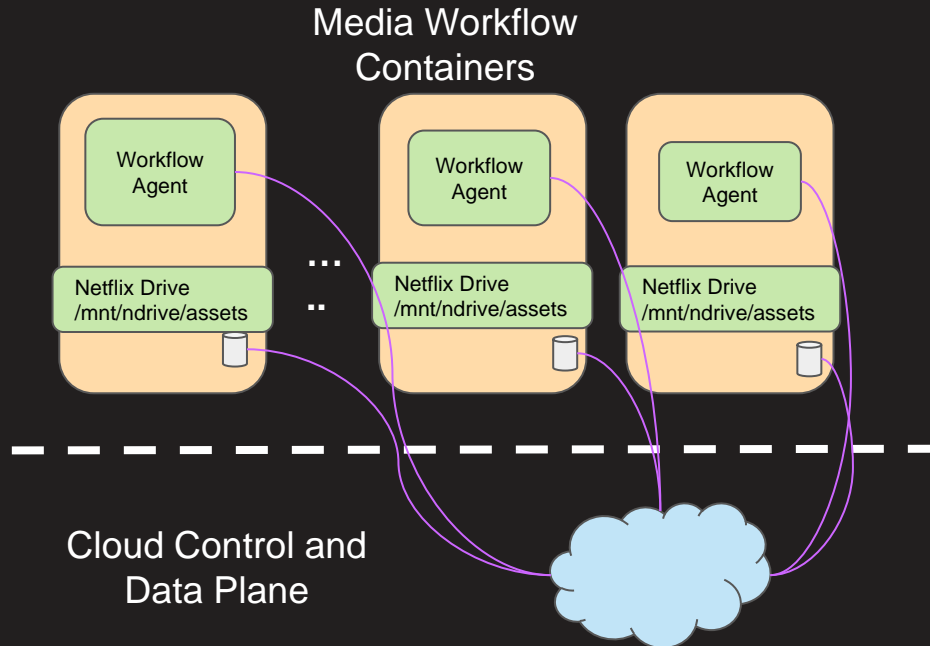 Media Workflow
Containers
Workflow
Agent
Workflow
Agent
Workflow
Agent
...
..
Netflix Drive
/mnt/ndrive/assets
Netflix Drive
/mnt/ndrive/assets
Netflix Drive
/mnt/ndrive/assets
Cloud Control and
Data Plane